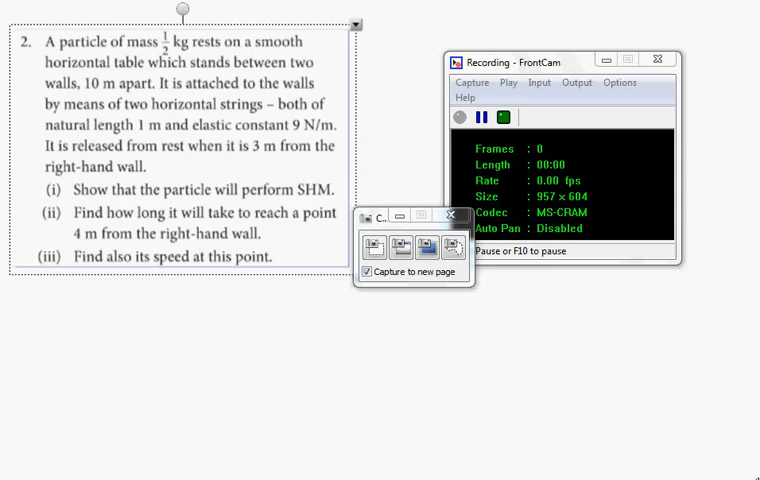 2. A particle of mass 1/2 kg rests on a smooth
horizontal table which stands between two
walls, 10 m apart. It is attached to the walls
by means of two horizontal strings – both of
natural length 1 m and elastic constant 9 N/m.
It is released from rest when it is 3 m from the
right-hand wall.
(i) Show that the particle will perform SHM.
(ii) Find how long it will take to reach a point
4 m from the right-hand wall.
(iii) Find also its speed at this point.
Recording - FrontCam
Capture Play Input Output Options
Help
Frames : 0
Length : 00:00
Rate : 0.00 fps
Size : 957 x 604
Codec : MS-CRAM
Auto Pan : Disabled
Pause or F10 to pause
C..
Capture to new page